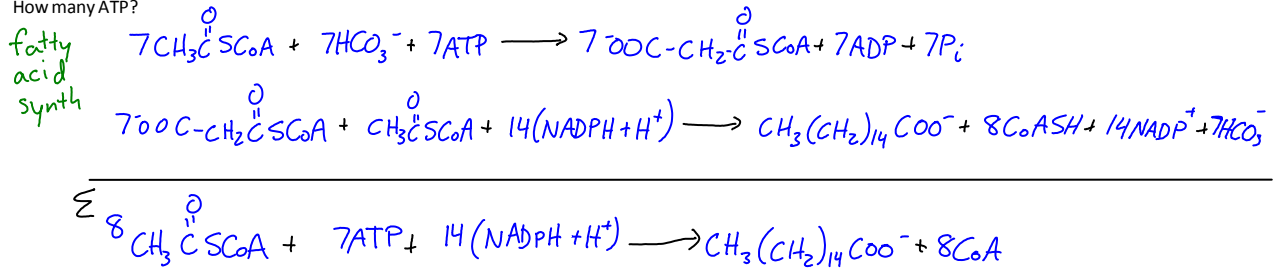 How many ATP?
fatty acid synth
O
7CH₃C̈SCoA + 7HCO₃⁻ + 7ATP ⟶ 7⁻OOC-CH₂-C̈SCoA + 7ADP + 7Pᵢ
O
O
O
7⁻OOC-CH₂C̈SCoA + CH₃C̈SCoA + 14(NADPH + H⁺) ⟶ CH₃(CH₂)₁₄COO⁻ + 8CoASH + 14NADP⁺ + 7HCO₃⁻
O
Σ 8CH₃C̈SCoA + 7ATP + 14(NADPH + H⁺) ⟶ CH₃(CH₂)₁₄COO⁻ + 8CoA